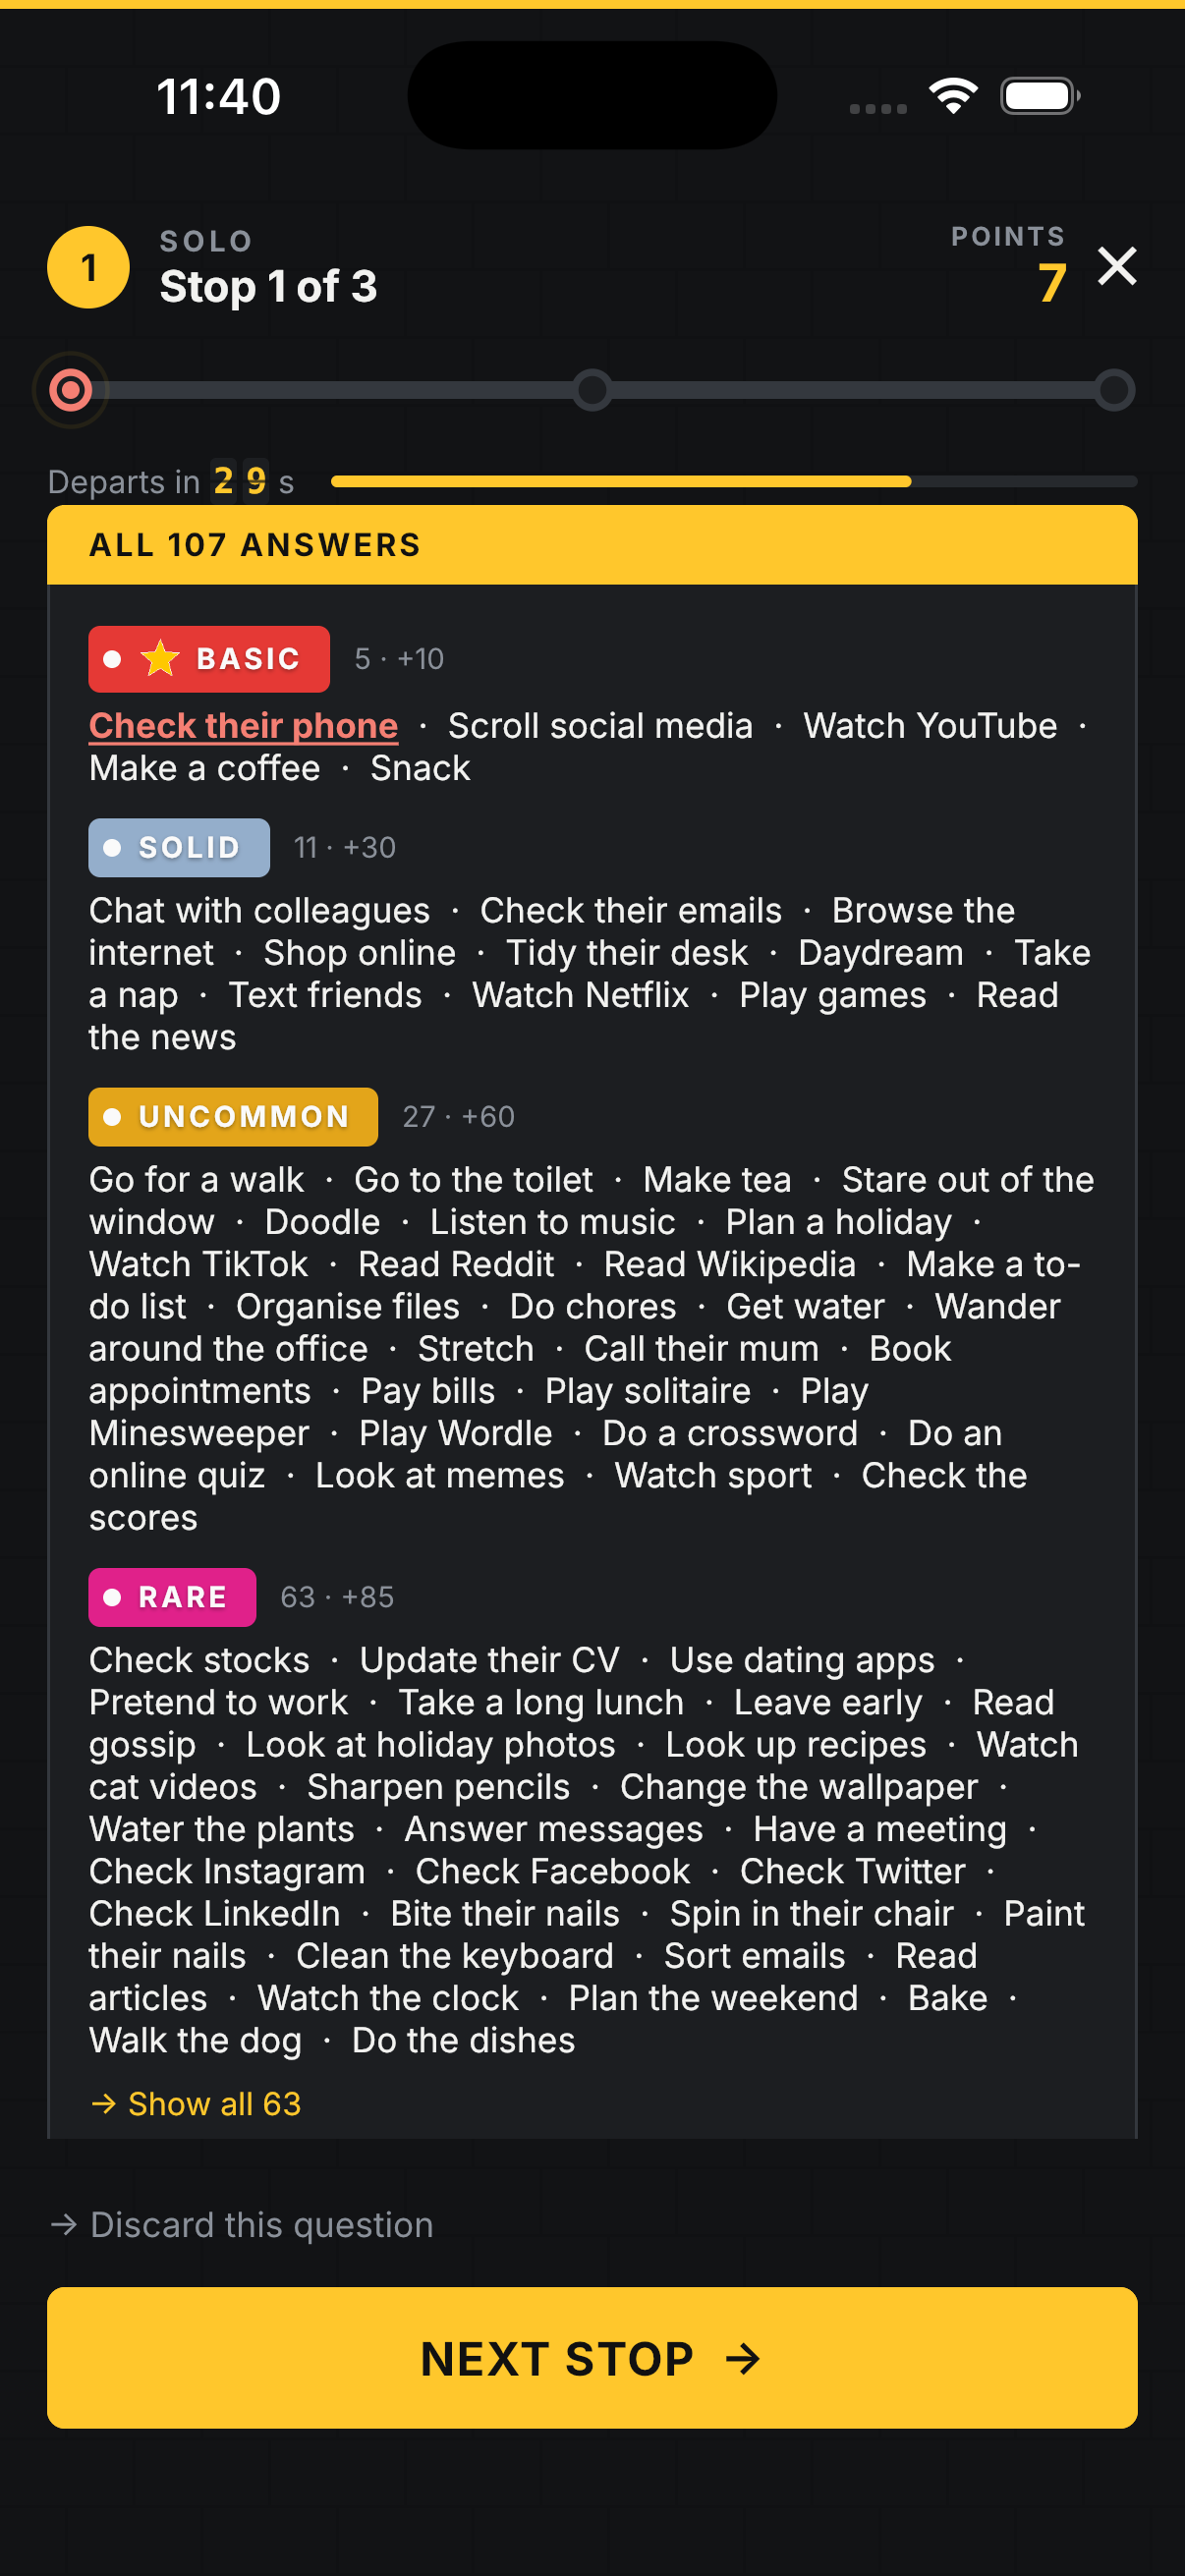 11:40
1
SOLO
Stop 1 of 3
POINTS
7
Departs in 29 s
ALL 107 ANSWERS
BASIC 5 · +10
Check their phone · Scroll social media · Watch YouTube ·
Make a coffee · Snack
SOLID 11 · +30
Chat with colleagues · Check their emails · Browse the
internet · Shop online · Tidy their desk · Daydream · Take
a nap · Text friends · Watch Netflix · Play games · Read
the news
UNCOMMON 27 · +60
Go for a walk · Go to the toilet · Make tea · Stare out of the
window · Doodle · Listen to music · Plan a holiday ·
Watch TikTok · Read Reddit · Read Wikipedia · Make a to-
do list · Organise files · Do chores · Get water · Wander
around the office · Stretch · Call their mum · Book
appointments · Pay bills · Play solitaire · Play
Minesweeper · Play Wordle · Do a crossword · Do an
online quiz · Look at memes · Watch sport · Check the
scores
RARE 63 · +85
Check stocks · Update their CV · Use dating apps ·
Pretend to work · Take a long lunch · Leave early · Read
gossip · Look at holiday photos · Look up recipes · Watch
cat videos · Sharpen pencils · Change the wallpaper ·
Water the plants · Answer messages · Have a meeting ·
Check Instagram · Check Facebook · Check Twitter ·
Check LinkedIn · Bite their nails · Spin in their chair · Paint
their nails · Clean the keyboard · Sort emails · Read
articles · Watch the clock · Plan the weekend · Bake ·
Walk the dog · Do the dishes
→ Show all 63
→ Discard this question
NEXT STOP →